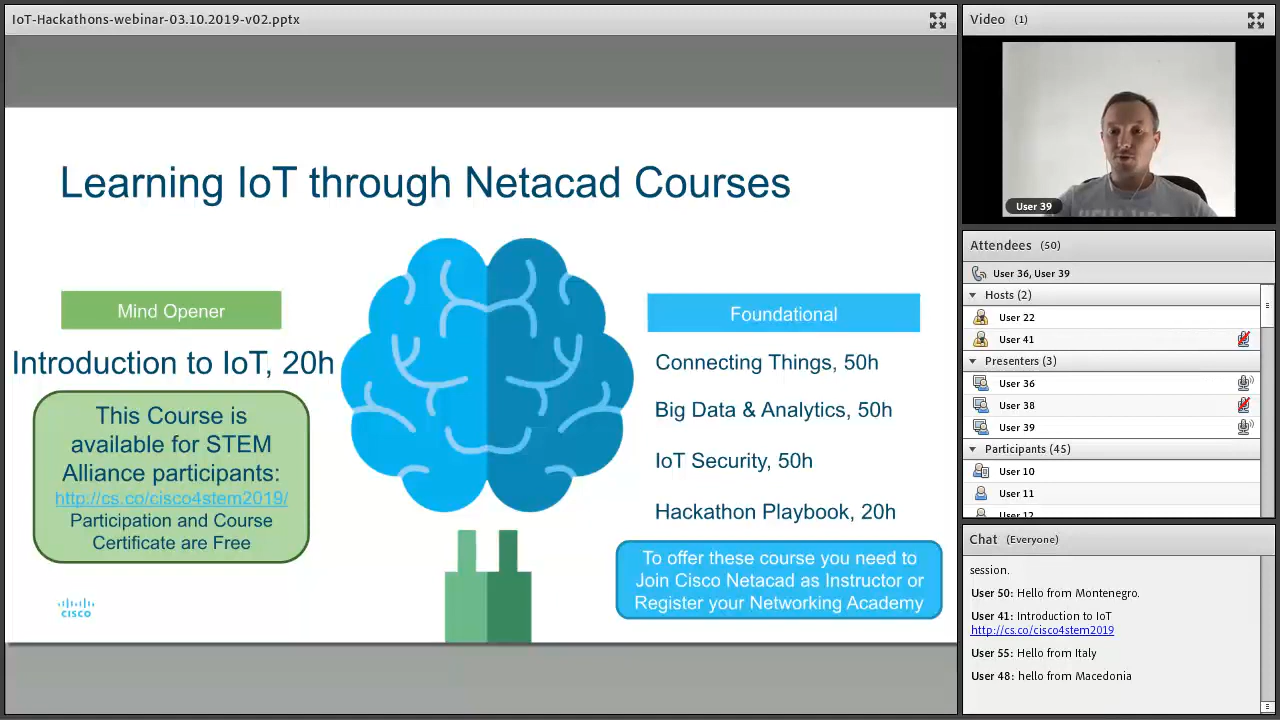 IoT-Hackathons-webinar-03.10.2019-v02.pptx
Learning IoT through Netacad Courses
Mind Opener
Introduction to IoT, 20h
This Course is
available for STEM
Alliance participants:
http://cs.co/cisco4stem2019/
Participation and Course
Certificate are Free
CISCO
Foundational
Connecting Things, 50h
Big Data & Analytics, 50h
IoT Security, 50h
Hackathon Playbook, 20h
To offer these course you need to
Join Cisco Netacad as Instructor or
Register your Networking Academy
Video (1)
User 39
Attendees (50)
User 36, User 39
Hosts (2)
User 22
User 41
Presenters (3)
User 36
User 38
User 39
Participants (45)
User 10
User 11
User 12
Chat (Everyone)
session.
User 50: Hello from Montenegro.
User 41: Introduction to IoT
http://cs.co/cisco4stem2019
User 55: Hello from Italy
User 48: hello from Macedonia